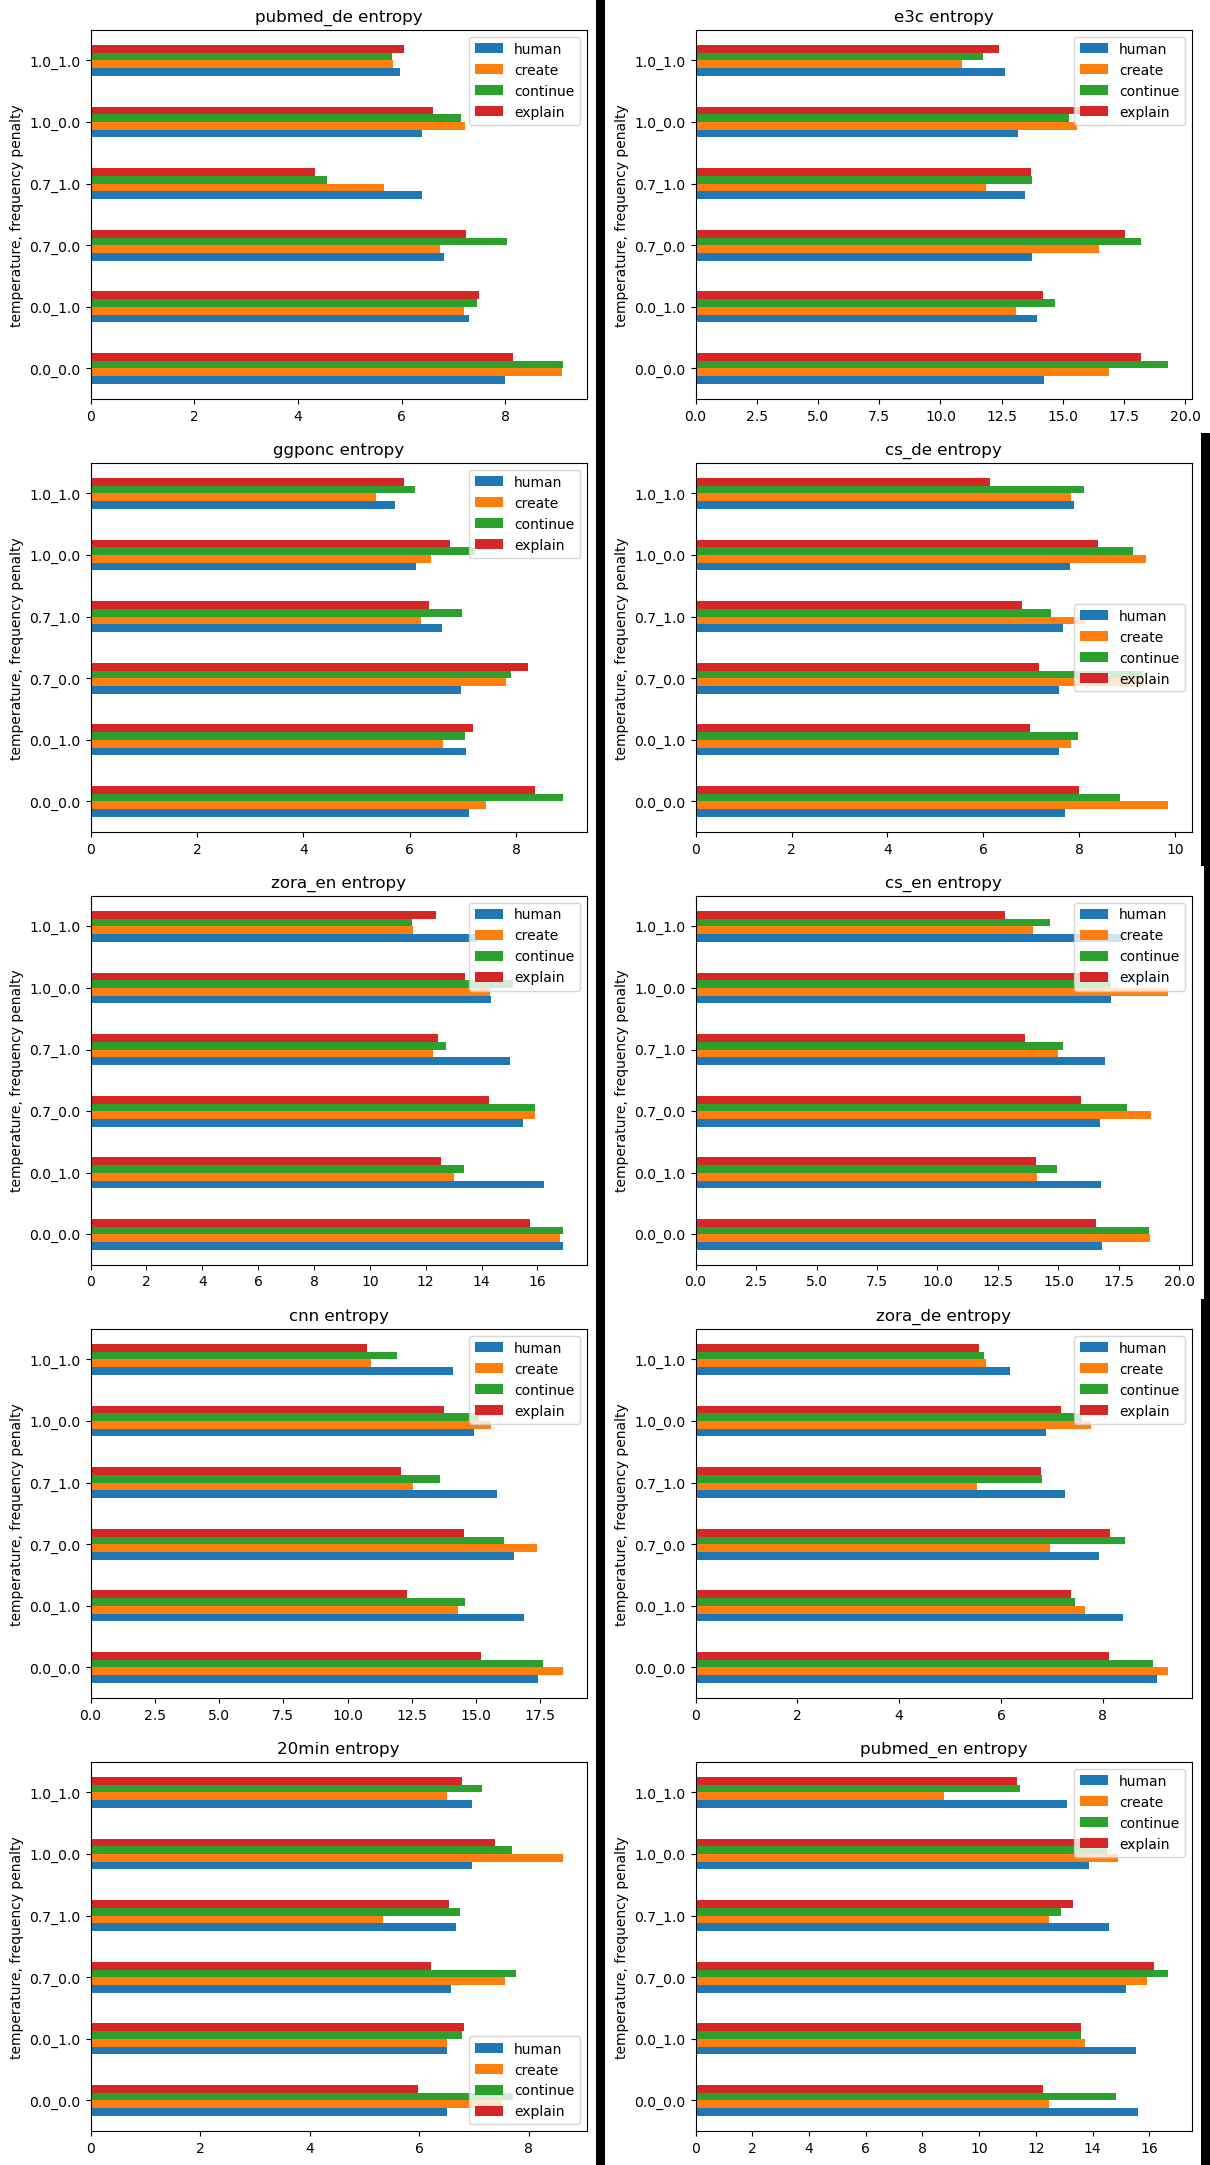 pubmed_de entropy
temperature, frequency penalty
1.0_1.0
1.0_0.0
0.7_1.0
0.7_0.0
0.0_1.0
0.0_0.0
0 2 4 6 8
human
create
continue
explain
e3c entropy
temperature, frequency penalty
1.0_1.0
1.0_0.0
0.7_1.0
0.7_0.0
0.0_1.0
0.0_0.0
0.0 2.5 5.0 7.5 10.0 12.5 15.0 17.5 20.0
human
create
continue
explain
ggponc entropy
temperature, frequency penalty
1.0_1.0
1.0_0.0
0.7_1.0
0.7_0.0
0.0_1.0
0.0_0.0
0 2 4 6 8
human
create
continue
explain
cs_de entropy
temperature, frequency penalty
1.0_1.0
1.0_0.0
0.7_1.0
0.7_0.0
0.0_1.0
0.0_0.0
0 2 4 6 8 10
human
create
continue
explain
zora_en entropy
temperature, frequency penalty
1.0_1.0
1.0_0.0
0.7_1.0
0.7_0.0
0.0_1.0
0.0_0.0
0 2 4 6 8 10 12 14 16
human
create
continue
explain
cs_en entropy
temperature, frequency penalty
1.0_1.0
1.0_0.0
0.7_1.0
0.7_0.0
0.0_1.0
0.0_0.0
0.0 2.5 5.0 7.5 10.0 12.5 15.0 17.5 20.0
human
create
continue
explain
cnn entropy
temperature, frequency penalty
1.0_1.0
1.0_0.0
0.7_1.0
0.7_0.0
0.0_1.0
0.0_0.0
0.0 2.5 5.0 7.5 10.0 12.5 15.0 17.5
human
create
continue
explain
zora_de entropy
temperature, frequency penalty
1.0_1.0
1.0_0.0
0.7_1.0
0.7_0.0
0.0_1.0
0.0_0.0
0 2 4 6 8
human
create
continue
explain
20min entropy
temperature, frequency penalty
1.0_1.0
1.0_0.0
0.7_1.0
0.7_0.0
0.0_1.0
0.0_0.0
0 2 4 6 8
human
create
continue
explain
pubmed_en entropy
temperature, frequency penalty
1.0_1.0
1.0_0.0
0.7_1.0
0.7_0.0
0.0_1.0
0.0_0.0
0 2 4 6 8 10 12 14 16
human
create
continue
explain